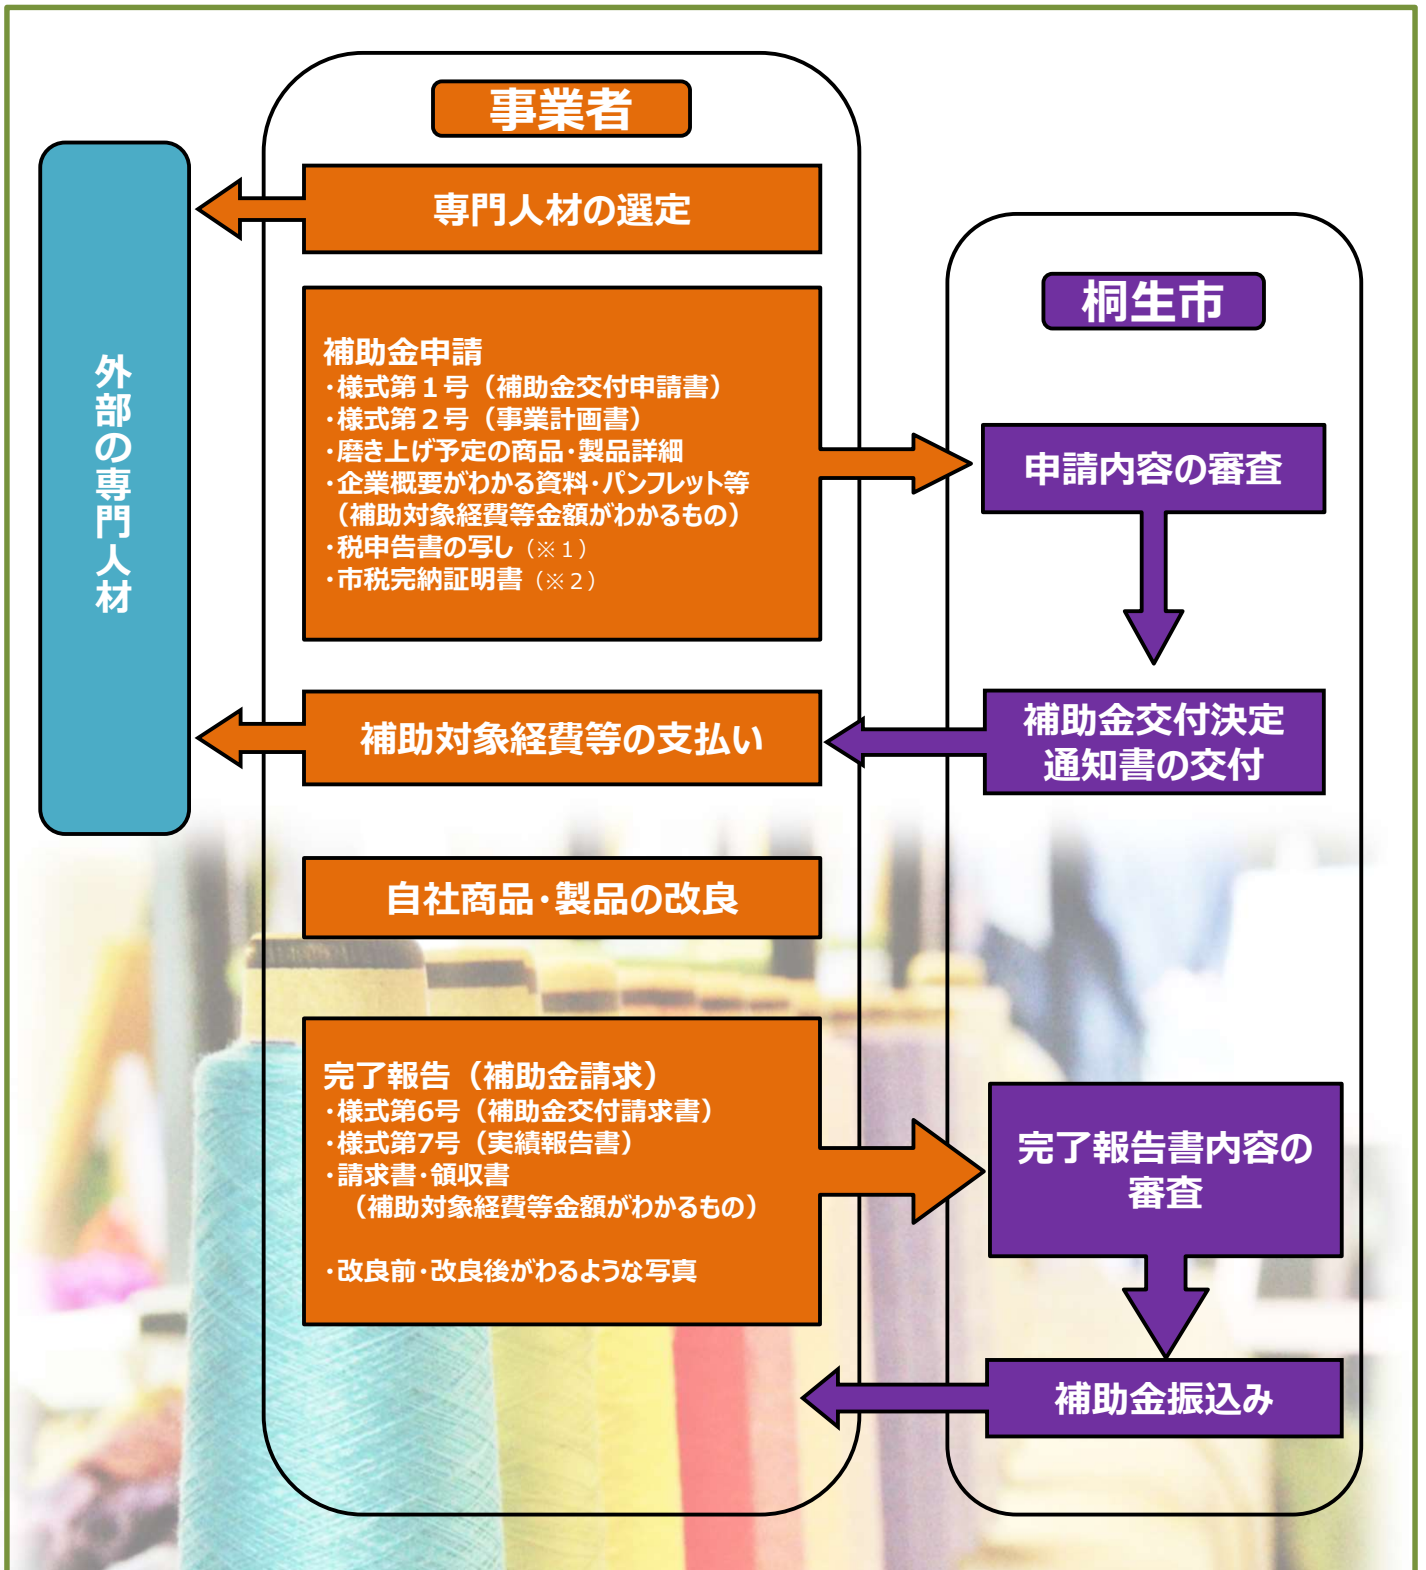 事業者
専門人材の選定
外部の専門人材
補助金申請
・様式第１号（補助金交付申請書）
・様式第２号（事業計画書）
・磨き上げ予定の商品・製品詳細
・企業概要がわかる資料・パンフレット等
（補助対象経費等金額がわかるもの）
・税申告書の写し（※１）
・市税完納証明書（※２）
桐生市
申請内容の審査
補助金交付決定
通知書の交付
補助対象経費等の支払い
自社商品・製品の改良
完了報告（補助金請求）
・様式第6号（補助金交付請求書）
・様式第7号（実績報告書）
・請求書・領収書
（補助対象経費等金額がわかるもの）
・改良前・改良後がわるような写真
完了報告書内容の
審査
補助金振込み